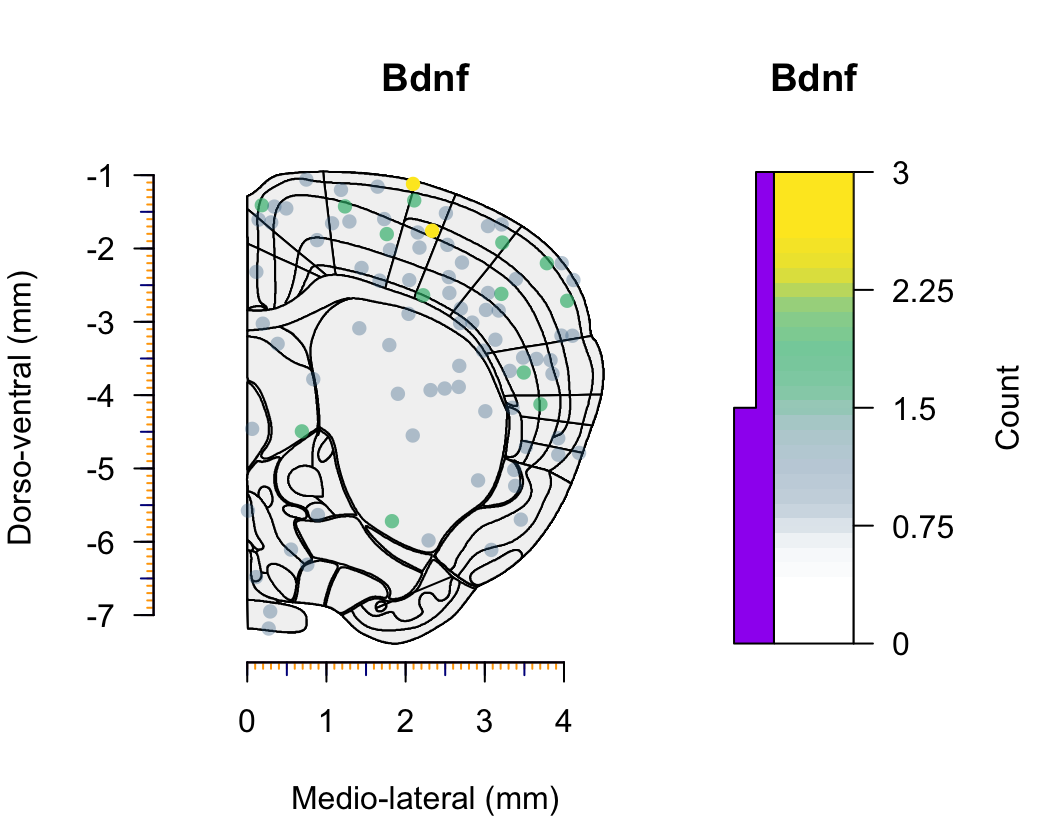 Bdnf
Bdnf
-1
-2
-3
-4
-5
-6
-7
Dorso-ventral (mm)
0 1 2 3 4
Medio-lateral (mm)
3
2.25
1.5
0.75
0
Count